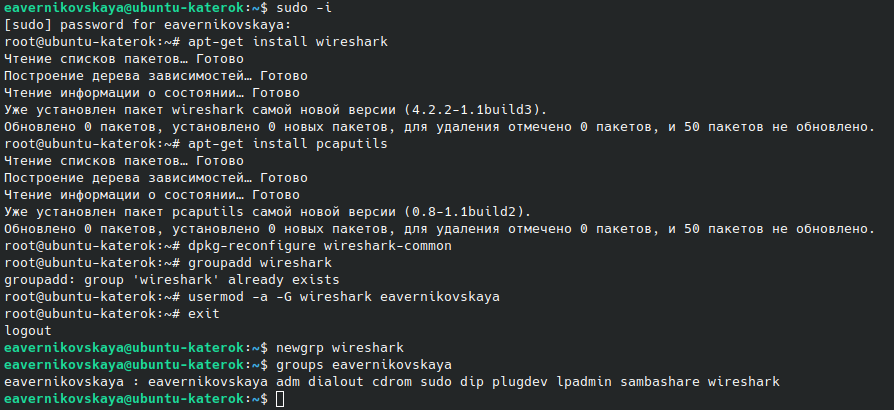 eavernikovskaya@ubuntu-katerok:~$ sudo -i
[sudo] password for eavernikovskaya:
root@ubuntu-katerok:~# apt-get install wireshark
Чтение списков пакетов… Готово
Построение дерева зависимостей… Готово
Чтение информации о состоянии… Готово
Уже установлен пакет wireshark самой новой версии (4.2.2-1.1build3).
Обновлено 0 пакетов, установлено 0 новых пакетов, для удаления отмечено 0 пакетов, и 50 пакетов не обновлено.
root@ubuntu-katerok:~# apt-get install pcaputils
Чтение списков пакетов… Готово
Построение дерева зависимостей… Готово
Чтение информации о состоянии… Готово
Уже установлен пакет pcaputils самой новой версии (0.8-1.1build2).
Обновлено 0 пакетов, установлено 0 новых пакетов, для удаления отмечено 0 пакетов, и 50 пакетов не обновлено.
root@ubuntu-katerok:~# dpkg-reconfigure wireshark-common
root@ubuntu-katerok:~# groupadd wireshark
groupadd: group 'wireshark' already exists
root@ubuntu-katerok:~# usermod -a -G wireshark eavernikovskaya
root@ubuntu-katerok:~# exit
logout
eavernikovskaya@ubuntu-katerok:~$ newgrp wireshark
eavernikovskaya@ubuntu-katerok:~$ groups eavernikovskaya
eavernikovskaya : eavernikovskaya adm dialout cdrom sudo dip plugdev lpadmin sambashare wireshark
eavernikovskaya@ubuntu-katerok:~$